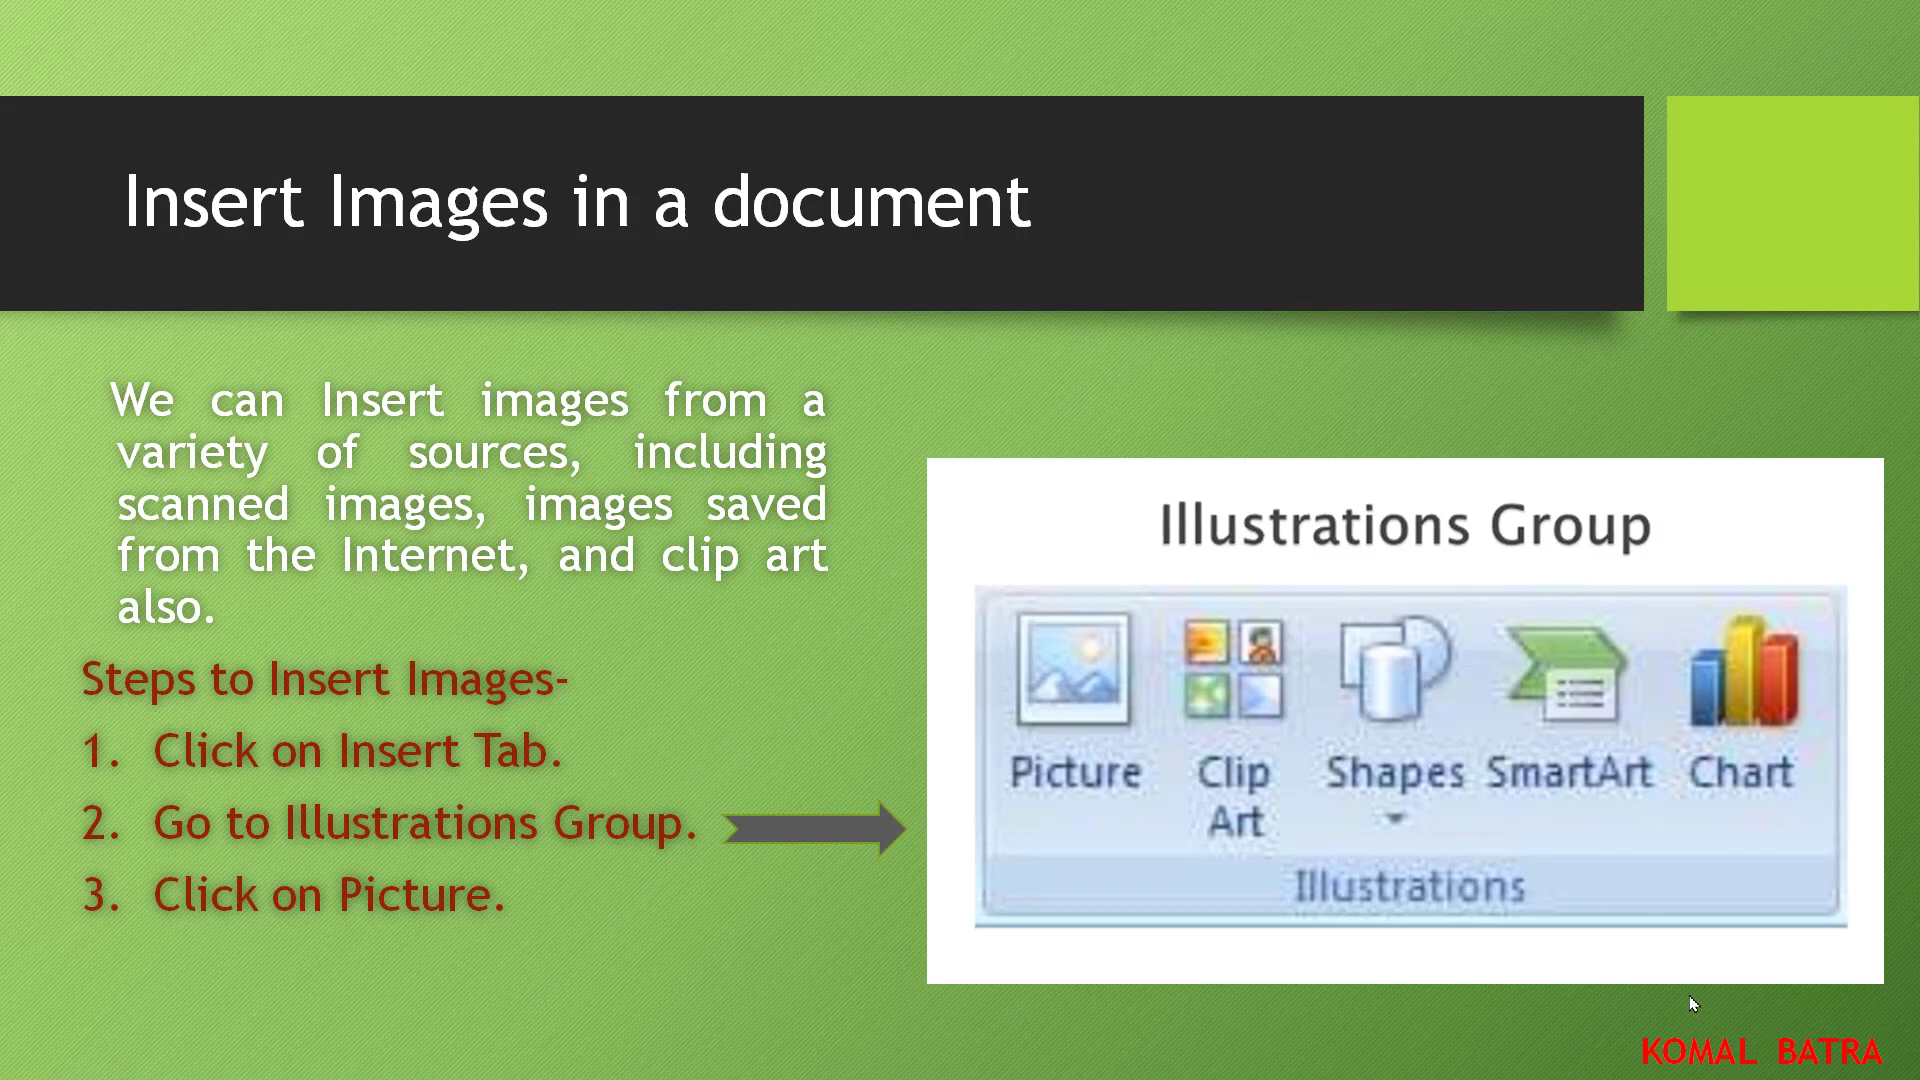 Insert Images in a document
We can Insert images from a
variety of sources, including
scanned images, images saved
from the Internet, and clip art
also.
Steps to Insert Images-
1. Click on Insert Tab.
2. Go to Illustrations Group.
3. Click on Picture.
Illustrations Group
Picture Clip Art Shapes SmartArt Chart
Illustrations
KOMAL BATRA